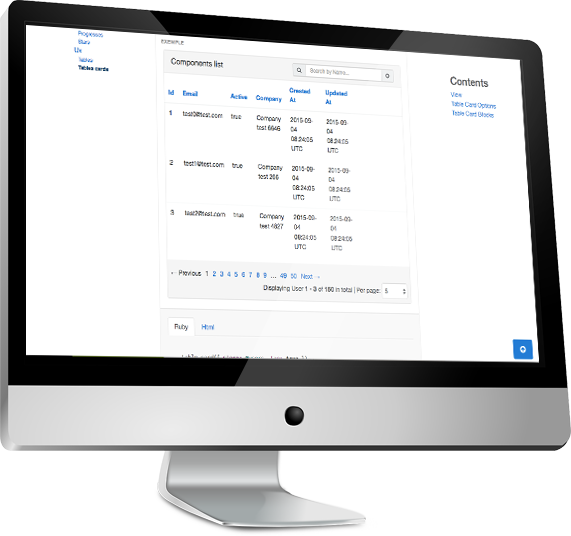 Progresses
Ui
Tables
Tables cards
EXEMPLE
Components list
Search by Name...
Id Email Active Company Created At Updated At
1 test0@test.com true Company test 6646 2015-09-04 08:24:05 UTC 2015-09-04 08:24:05 UTC
2 test1@test.com true Company test 206 2015-09-04 08:24:05 UTC 2015-09-04 08:24:05 UTC
3 test2@test.com true Company test 4827 2015-09-04 08:24:05 UTC 2015-09-04 08:24:05 UTC
← Previous 1 2 3 4 5 6 7 8 9 ... 49 50 Next →
Displaying User 1 - 3 of 150 in total | Per page: 5
Ruby Html
Contents
View
Table Card Options
Table Card Blocks